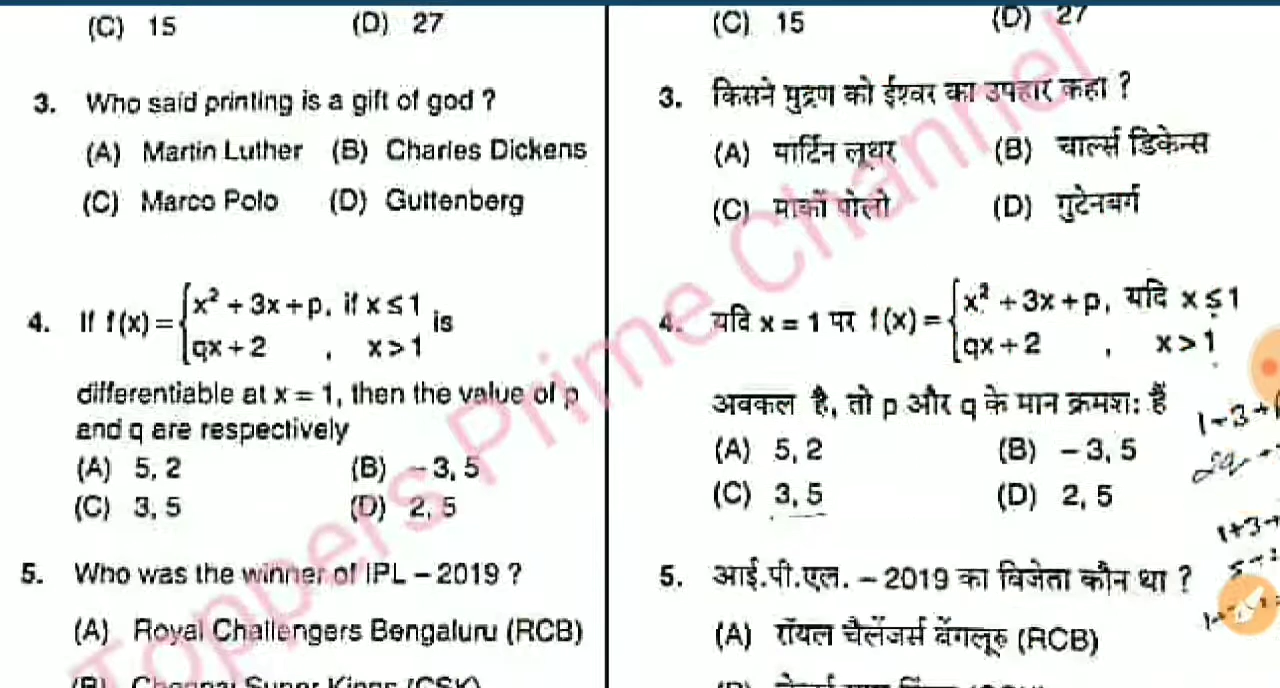 (C) 15 (D) 27
3. Who said printing is a gift of god ?
(A) Martin Luther (B) Charles Dickens
(C) Marco Polo (D) Guttenberg
4. If f(x) = { x² + 3x + p, if x ≤ 1
qx + 2 , x > 1 is
differentiable at x = 1, then the value of p
and q are respectively
(A) 5, 2 (B) – 3, 5
(C) 3, 5 (D) 2, 5
5. Who was the winner of IPL – 2019 ?
(A) Royal Challengers Bengaluru (RCB)
(B) Chennai Super Kings (CSK)
(C) 15 (D) 27
3. किसने मुद्रण को ईश्वर का उपहार कहा ?
(A) मार्टिन लूथर (B) चार्ल्स डिकेन्स
(C) मार्को पोलो (D) गुटेनबर्ग
4. यदि x = 1 पर f(x) = { x² + 3x + p, यदि x ≤ 1
qx + 2 , x > 1
अवकल है, तो p और q के मान क्रमश: हैं
(A) 5, 2 (B) – 3, 5
(C) 3, 5 (D) 2, 5
5. आई.पी.एल. – 2019 का विजेता कौन था ?
(A) रॉयल चैलेंजर्स बेंगलूरु (RCB)
Toppers Prime Channel